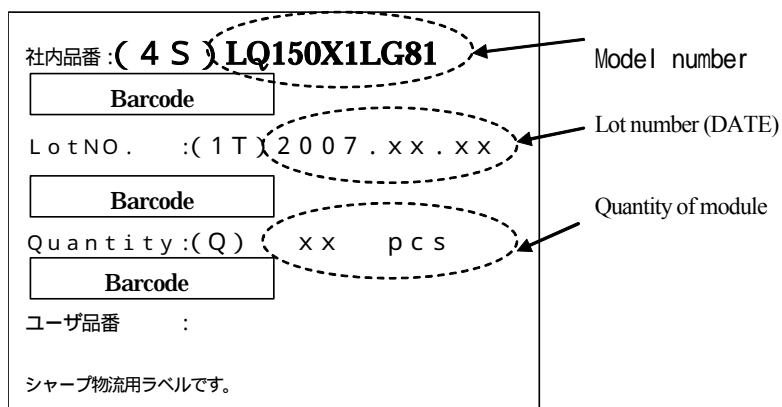 社内品番:(4S)LQ150X1LG81
Model number
Barcode
Lot number (DATE)
LotNO. :(1T)2007.xx.xx
Barcode
Quantity of module
Quantity:(Q) xx pcs
Barcode
ユーザ品番 :
シャープ物流用ラベルです。